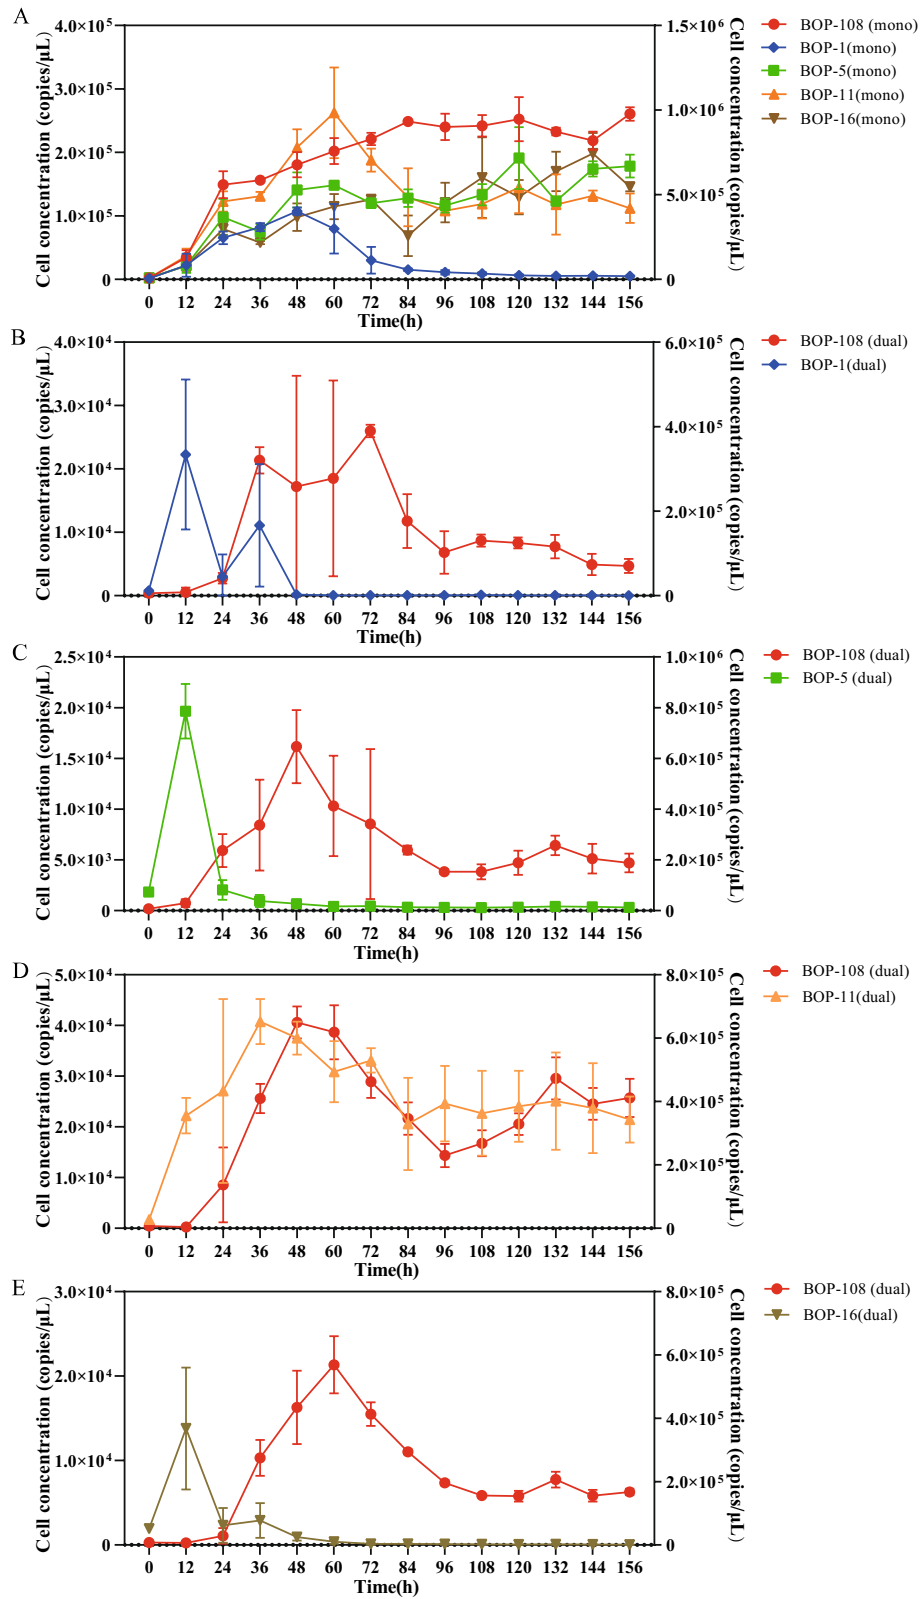 A
4.0×10⁵
3.0×10⁵
2.0×10⁵
1.0×10⁵
0
Cell concentration (copies/μL)
1.5×10⁶
1.0×10⁶
5.0×10⁵
0
Cell concentration (copies/μL)
0 12 24 36 48 60 72 84 96 108 120 132 144 156
Time(h)
BOP-108 (mono)
BOP-1(mono)
BOP-5(mono)
BOP-11(mono)
BOP-16(mono)
B
4.0×10⁴
3.0×10⁴
2.0×10⁴
1.0×10⁴
0
Cell concentration (copies/μL)
6.0×10⁵
4.0×10⁵
2.0×10⁵
0
Cell concentration (copies/μL)
0 12 24 36 48 60 72 84 96 108 120 132 144 156
Time(h)
BOP-108 (dual)
BOP-1(dual)
C
2.5×10⁴
2.0×10⁴
1.5×10⁴
1.0×10⁴
5.0×10³
0
Cell concentration (copies/μL)
1.0×10⁶
8.0×10⁵
6.0×10⁵
4.0×10⁵
2.0×10⁵
0
Cell concentration (copies/μL)
0 12 24 36 48 60 72 84 96 108 120 132 144 156
Time(h)
BOP-108 (dual)
BOP-5 (dual)
D
5.0×10⁴
4.0×10⁴
3.0×10⁴
2.0×10⁴
1.0×10⁴
0
Cell concentration (copies/μL)
8.0×10⁵
6.0×10⁵
4.0×10⁵
2.0×10⁵
0
Cell concentration (copies/μL)
0 12 24 36 48 60 72 84 96 108 120 132 144 156
Time(h)
BOP-108 (dual)
BOP-11(dual)
E
3.0×10⁴
2.0×10⁴
1.0×10⁴
0
Cell concentration (copies/μL)
8.0×10⁵
6.0×10⁵
4.0×10⁵
2.0×10⁵
0
Cell concentration (copies/μL)
0 12 24 36 48 60 72 84 96 108 120 132 144 156
Time(h)
BOP-108 (dual)
BOP-16(dual)